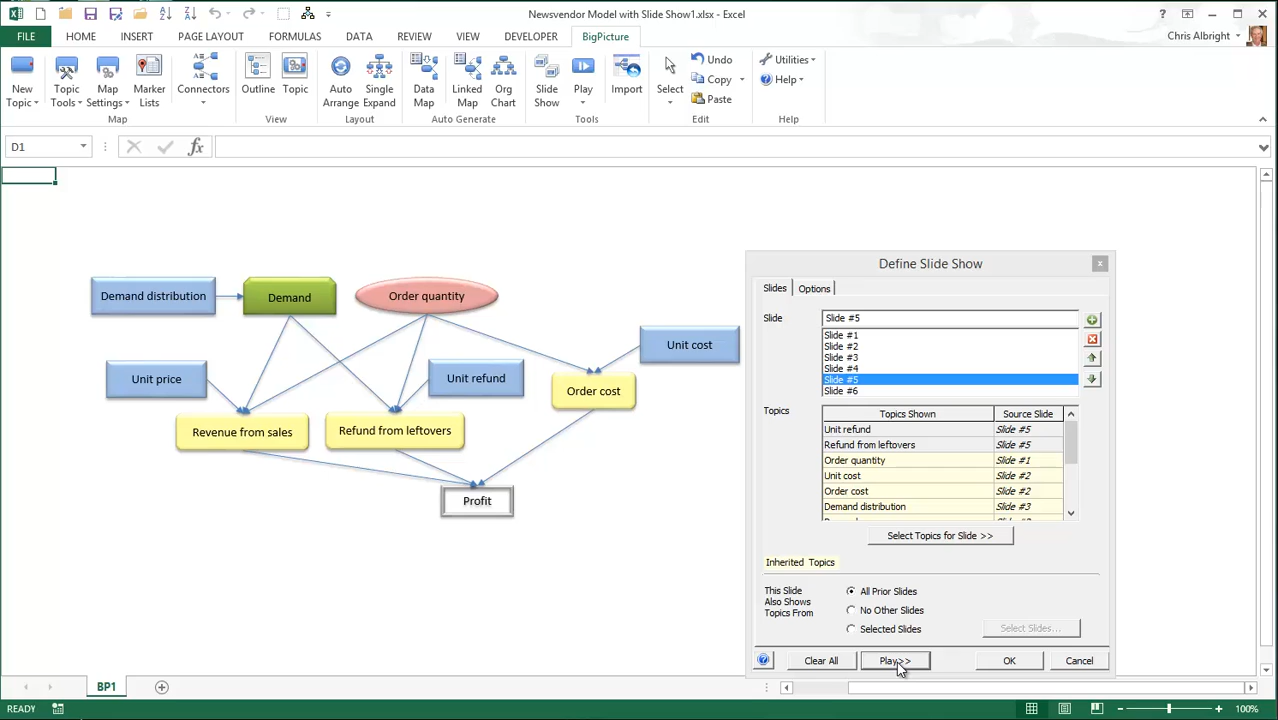 Newsvendor Model with Slide Show1.xlsx - Excel
?
FILE HOME INSERT PAGE LAYOUT FORMULAS DATA REVIEW VIEW DEVELOPER BigPicture Chris Albright
New Topic Topic Tools Map Settings Marker Lists Connectors Outline Topic Auto Arrange Single Expand Data Map Linked Map Org Chart Slide Show Play Import Select Undo Copy Paste Utilities Help
Map View Layout Auto Generate Tools Edit Help
D1 fx
Demand distribution
Demand
Order quantity
Unit cost
Unit price
Unit refund
Order cost
Revenue from sales
Refund from leftovers
Profit
Define Slide Show
x
Slides Options
Slide Slide #5
Slide #1
Slide #2
Slide #3
Slide #4
Slide #5
Slide #6
Topics Topics Shown Source Slide
Unit refund Slide #5
Refund from leftovers Slide #5
Order quantity Slide #1
Unit cost Slide #2
Order cost Slide #2
Demand distribution Slide #3
Select Topics for Slide >>
Inherited Topics
This Slide
Also Shows
Topics From
All Prior Slides
No Other Slides
Selected Slides Select Slides...
? Clear All Play>> OK Cancel
BP1
READY 100%